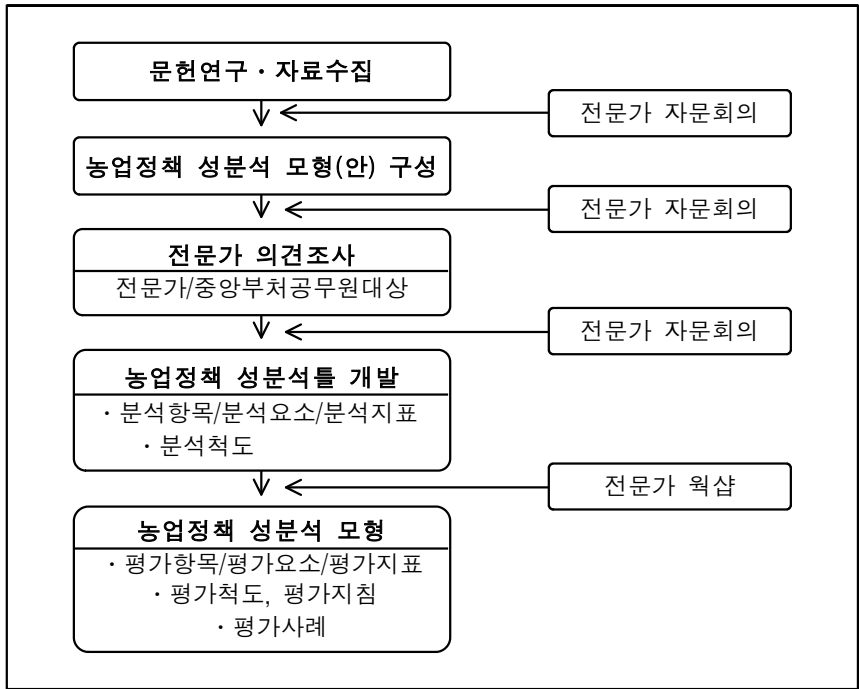 문헌연구 · 자료수집
전문가 자문회의
농업정책 성분석 모형(안) 구성
전문가 자문회의
전문가 의견조사
전문가/중앙부처공무원대상
전문가 자문회의
농업정책 성분석틀 개발
· 분석항목/분석요소/분석지표
· 분석척도
전문가 웍샵
농업정책 성분석 모형
· 평가항목/평가요소/평가지표
· 평가척도, 평가지침
· 평가사례